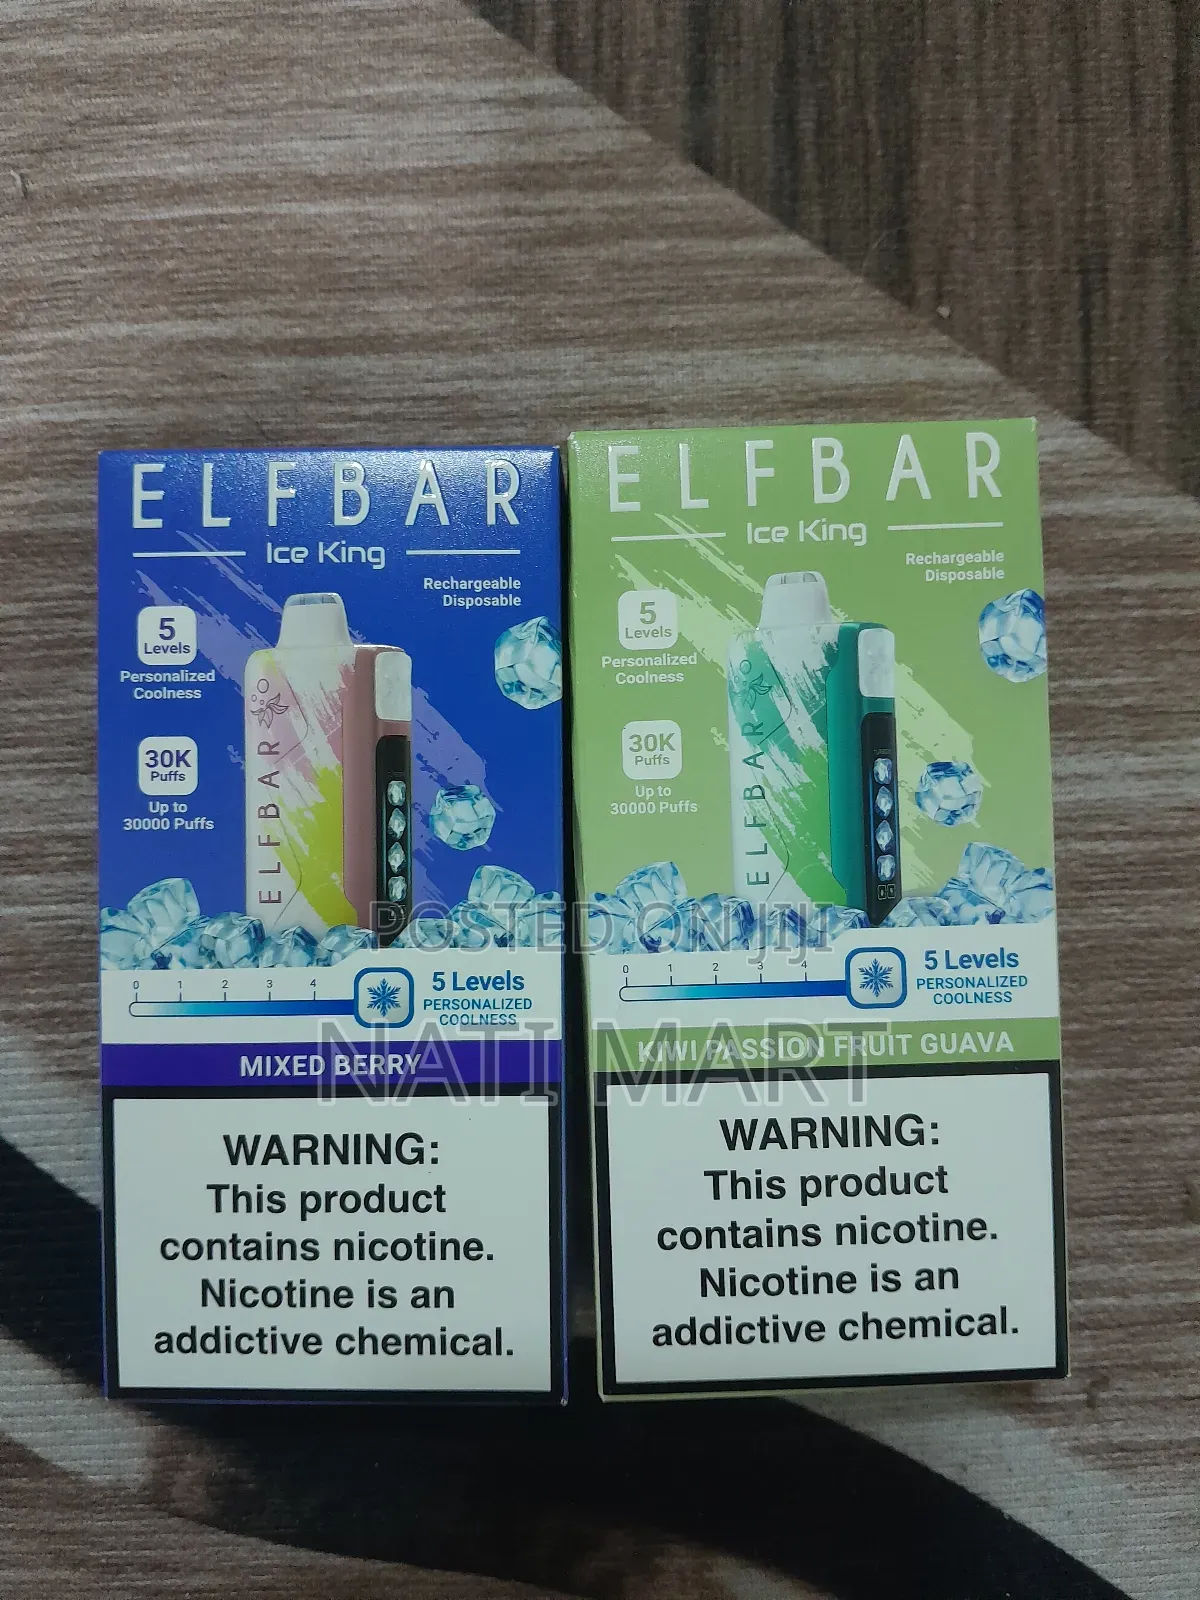 ELFBAR
Ice King
Rechargeable
Disposable
5
Levels
Personalized
Coolness
30K
Puffs
Up to
30000 Puffs
ELFBAR
0 1 2 3 4
5 Levels
PERSONALIZED
COOLNESS
MIXED BERRY
WARNING:
This product
contains nicotine.
Nicotine is an
addictive chemical.
ELFBAR
Ice King
Rechargeable
Disposable
5
Levels
Personalized
Coolness
30K
Puffs
Up to
30000 Puffs
ELFBAR
0 1 2 3 4
5 Levels
PERSONALIZED
COOLNESS
KIWI PASSION FRUIT GUAVA
WARNING:
This product
contains nicotine.
Nicotine is an
addictive chemical.
POSTED ON JIJI
NATI MART